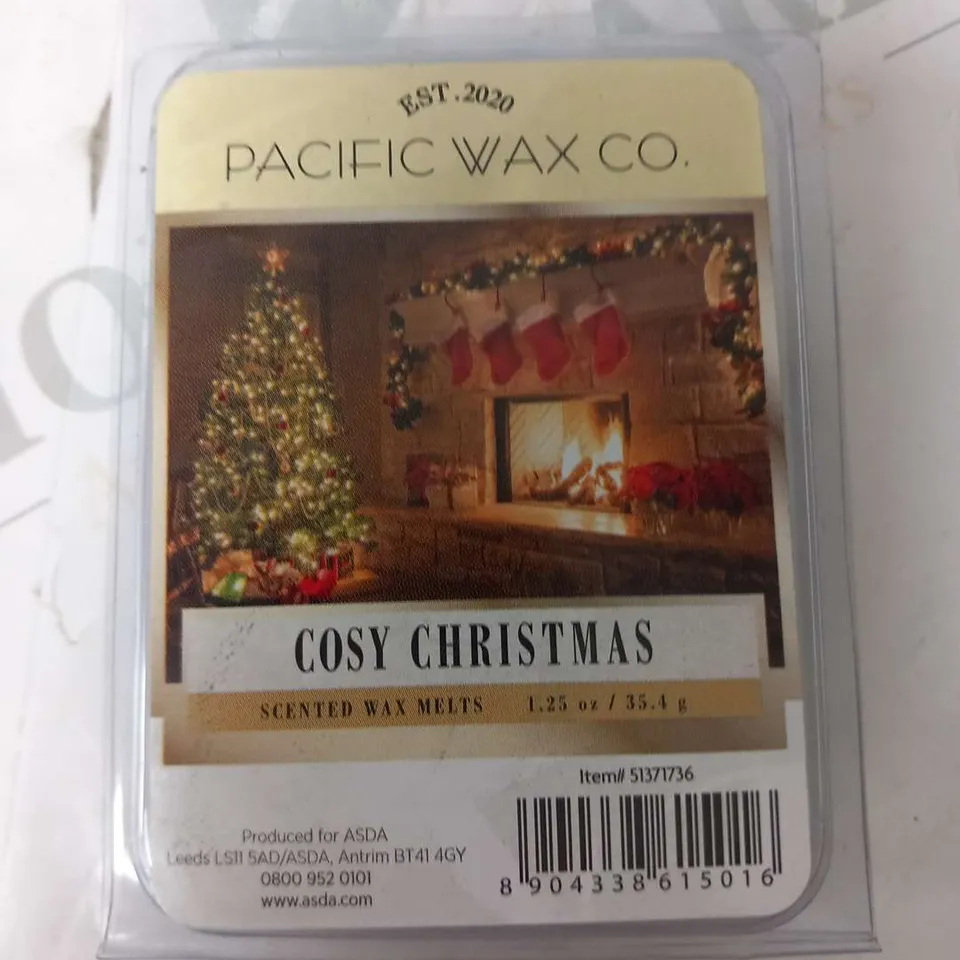 EST. 2020
PACIFIC WAX CO.
COSY CHRISTMAS
SCENTED WAX MELTS 1.25 oz / 35.4 g
Item# 51371736
Produced for ASDA
Leeds LS11 5AD/ASDA, Antrim BT41 4GY
0800 952 0101
www.asda.com
8 904338 615016